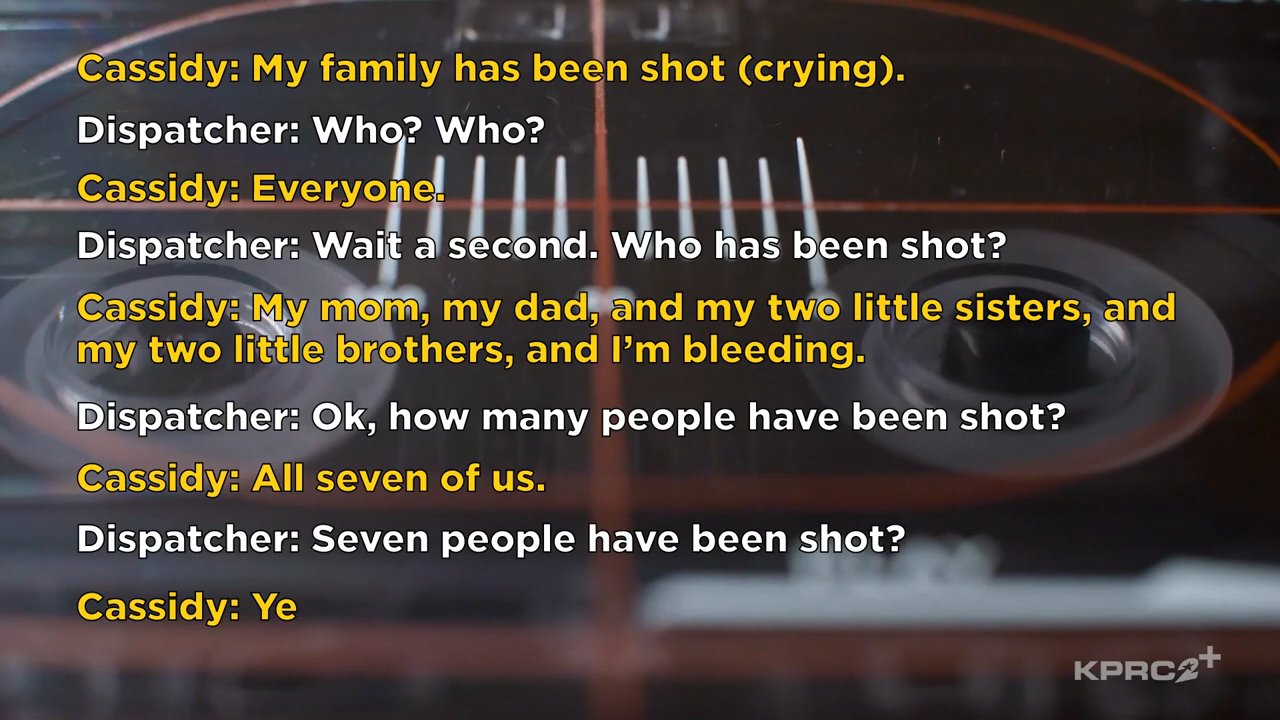 Cassidy: My family has been shot (crying).
Dispatcher: Who? Who?
Cassidy: Everyone.
Dispatcher: Wait a second. Who has been shot?
Cassidy: My mom, my dad, and my two little sisters, and
my two little brothers, and I'm bleeding.
Dispatcher: Ok, how many people have been shot?
Cassidy: All seven of us.
Dispatcher: Seven people have been shot?
Cassidy: Ye
KPRC2+